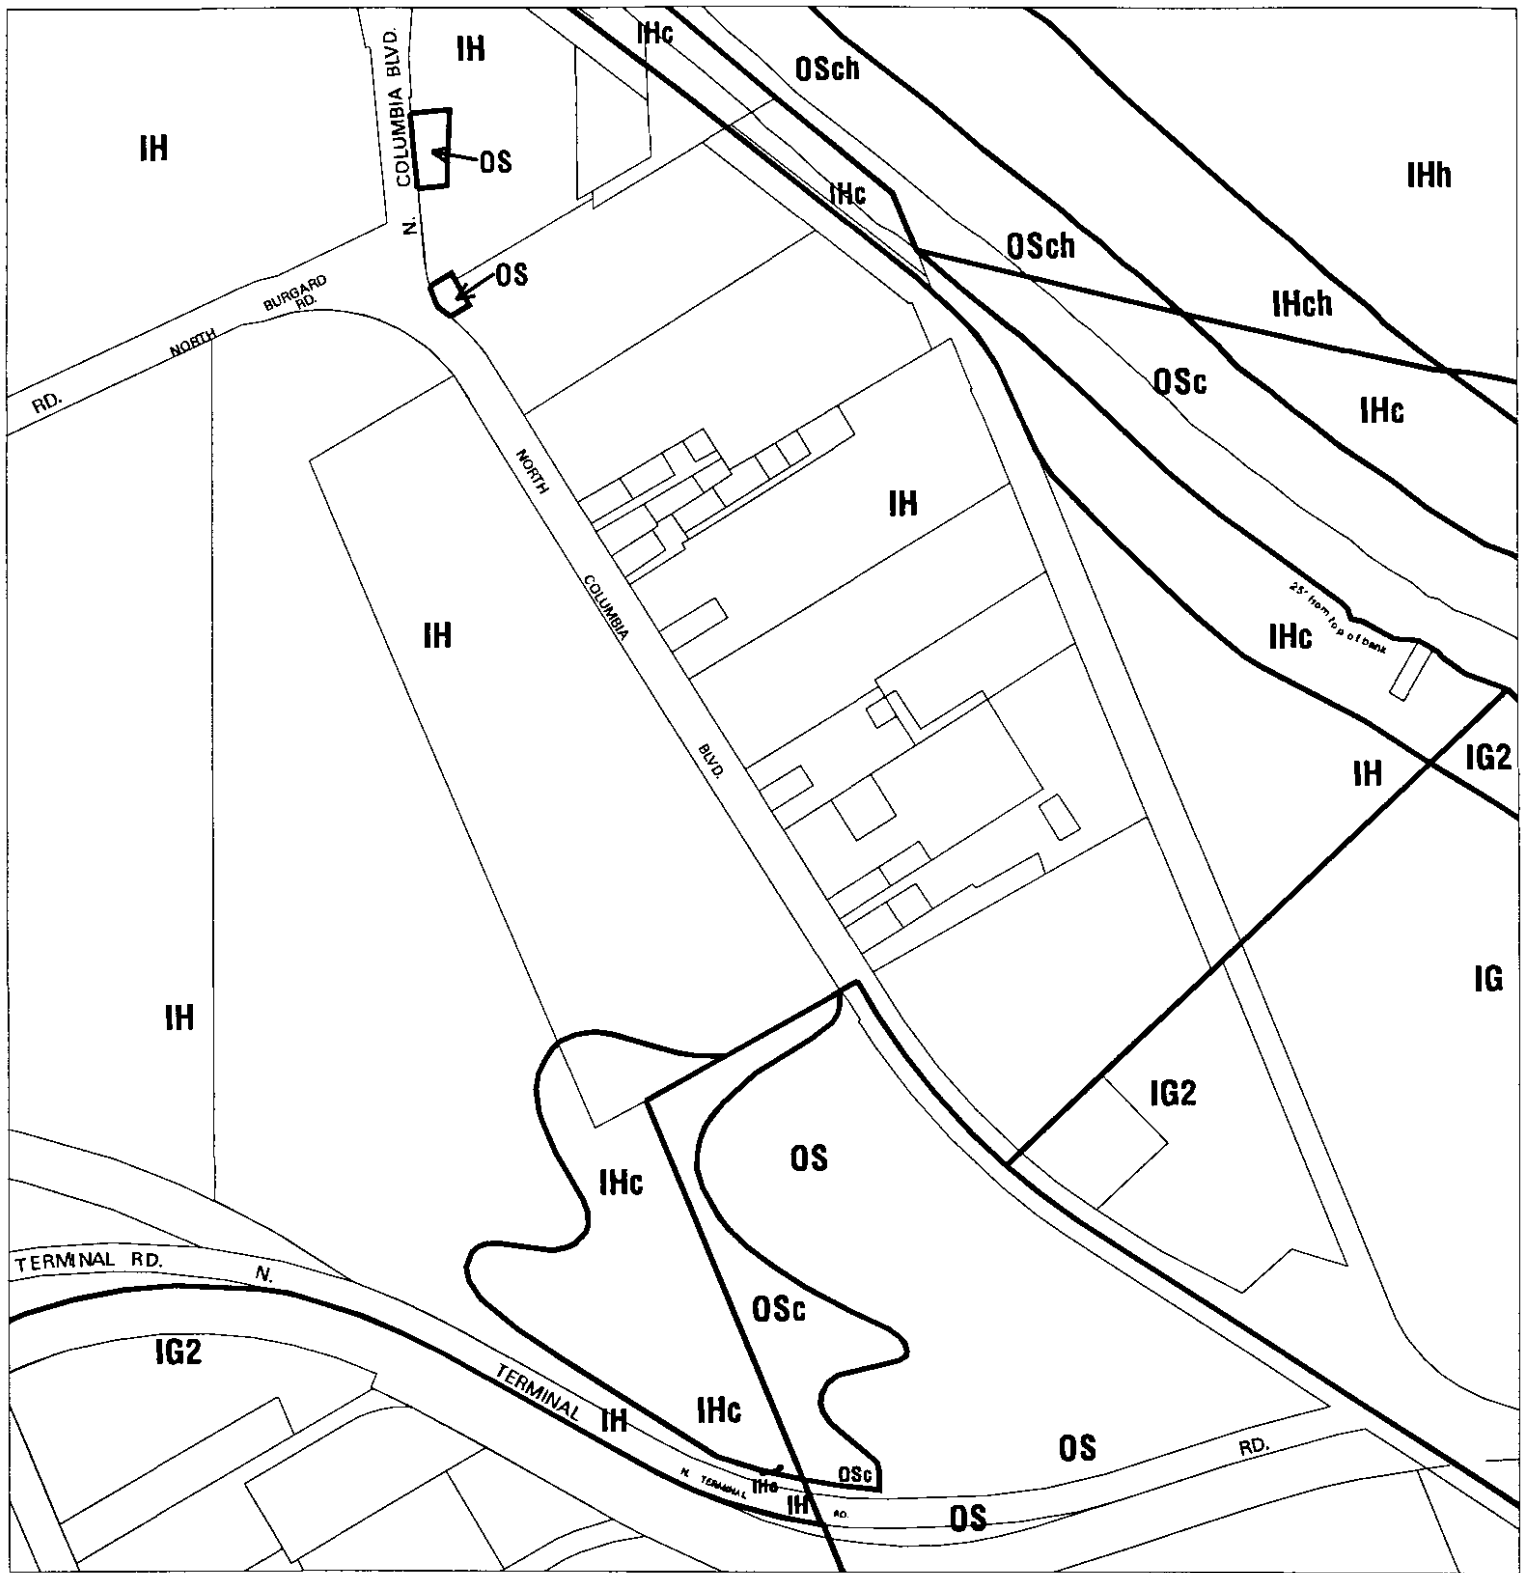 IH
IHc
OSch
IH
N. COLUMBIA BLVD.
OS
IHh
IHc
OSch
OS
IHch
NORTH BURGARD RD.
RD.
OSc
IHc
NORTH COLUMBIA BLVD.
IH
25' from top of bank
IH
IHc
IH
IG2
IG
IH
IG2
OS
IHc
TERMINAL RD.
N.
OSc
IG2
TERMINAL
IH
IHc
OS
RD.
OSc
N. TERMINAL
IHc
IH
RD.
OS